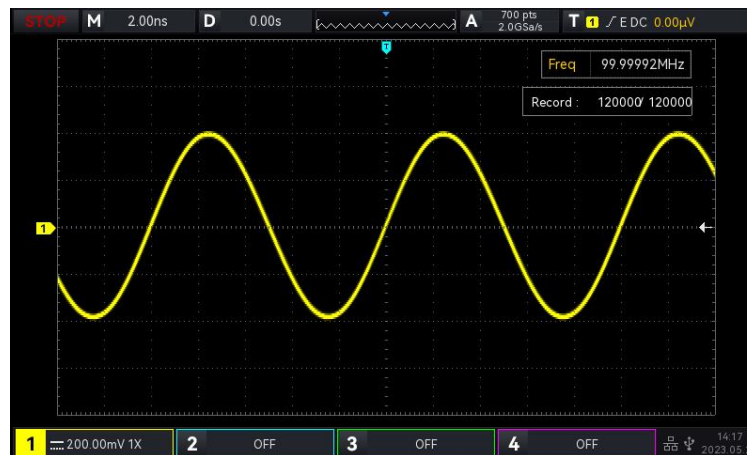 STOP M 2.00ns D 0.00s A 700 pts 2.0GSa/s T 1 E DC 0.00μV
T
Freq 99.99992MHz
Record : 120000/ 120000
1
1 200.00mV 1X 2 OFF 3 OFF 4 OFF 14:17
2023.05.